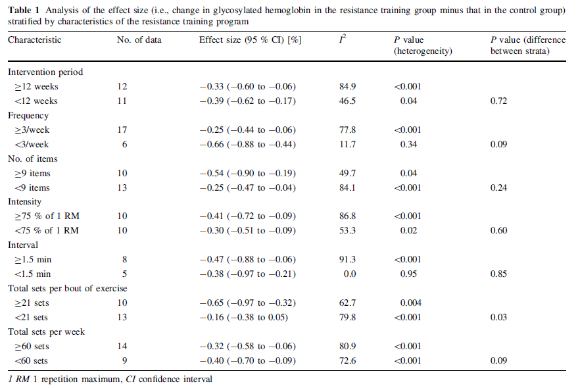 Table 1 Analysis of the effect size (i.e., change in glycosylated hemoglobin in the resistance training group minus that in the control group)
stratified by characteristics of the resistance training program
Characteristic No. of data Effect size (95 % CI) [%] I² P value (heterogeneity) P value (difference between strata)
Intervention period
≥12 weeks 12 −0.33 (−0.60 to −0.06) 84.9 <0.001
<12 weeks 11 −0.39 (−0.62 to −0.17) 46.5 0.04 0.72
Frequency
≥3/week 17 −0.25 (−0.44 to −0.06) 77.8 <0.001
<3/week 6 −0.66 (−0.88 to −0.44) 11.7 0.34 0.09
No. of items
≥9 items 10 −0.54 (−0.90 to −0.19) 49.7 0.04
<9 items 13 −0.25 (−0.47 to −0.04) 84.1 <0.001 0.24
Intensity
≥75 % of 1 RM 10 −0.41 (−0.72 to −0.09) 86.8 <0.001
<75 % of 1 RM 10 −0.30 (−0.51 to −0.09) 53.3 0.02 0.60
Interval
≥1.5 min 8 −0.47 (−0.88 to −0.06) 91.3 <0.001
<1.5 min 5 −0.38 (−0.97 to −0.21) 0.0 0.95 0.85
Total sets per bout of exercise
≥21 sets 10 −0.65 (−0.97 to −0.32) 62.7 0.004
<21 sets 13 −0.16 (−0.38 to 0.05) 79.8 <0.001 0.03
Total sets per week
≥60 sets 14 −0.32 (−0.58 to −0.06) 80.9 <0.001
<60 sets 9 −0.40 (−0.70 to −0.09) 72.6 <0.001 0.09
1 RM 1 repetition maximum, CI confidence interval